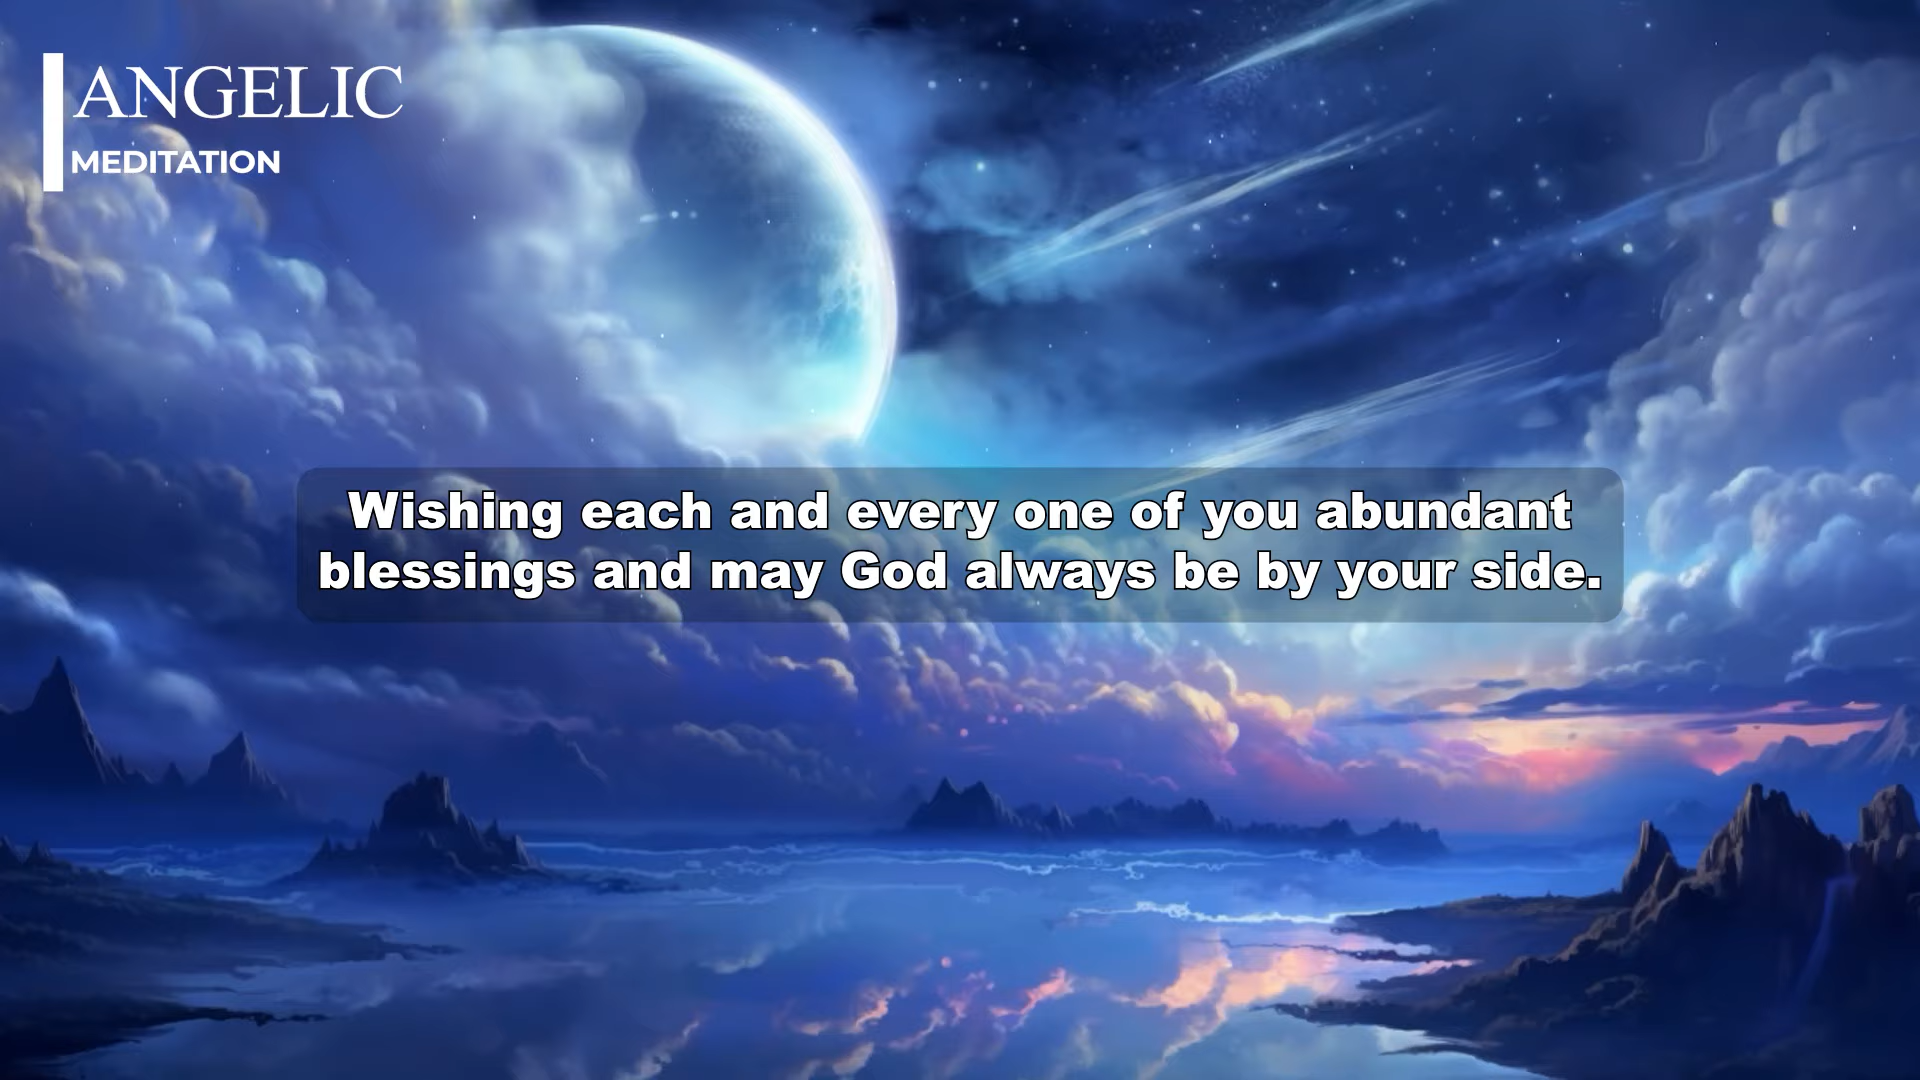 ANGELIC
MEDITATION
Wishing each and every one of you abundant
blessings and may God always be by your side.